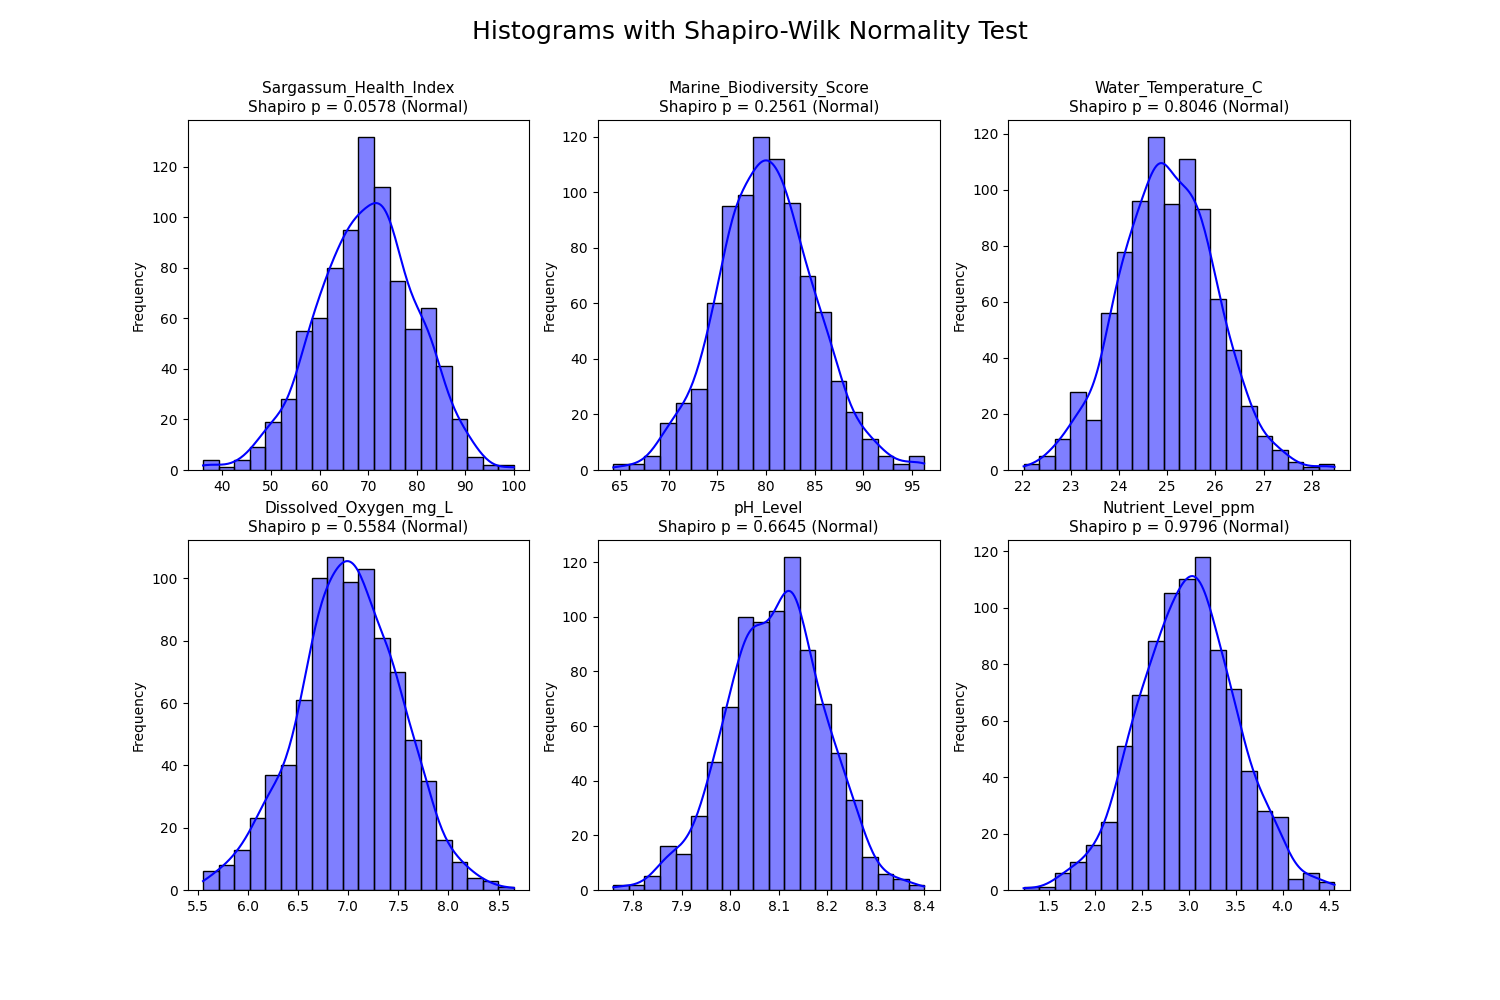 Histograms with Shapiro-Wilk Normality Test
Sargassum_Health_Index
Shapiro p = 0.0578 (Normal)
Frequency
120
100
80
60
40
20
0
40 50 60 70 80 90 100
Marine_Biodiversity_Score
Shapiro p = 0.2561 (Normal)
Frequency
120
100
80
60
40
20
0
65 70 75 80 85 90 95
Water_Temperature_C
Shapiro p = 0.8046 (Normal)
Frequency
120
100
80
60
40
20
0
22 23 24 25 26 27 28
Dissolved_Oxygen_mg_L
Shapiro p = 0.5584 (Normal)
Frequency
100
80
60
40
20
0
5.5 6.0 6.5 7.0 7.5 8.0 8.5
pH_Level
Shapiro p = 0.6645 (Normal)
Frequency
120
100
80
60
40
20
0
7.8 7.9 8.0 8.1 8.2 8.3 8.4
Nutrient_Level_ppm
Shapiro p = 0.9796 (Normal)
Frequency
120
100
80
60
40
20
0
1.5 2.0 2.5 3.0 3.5 4.0 4.5